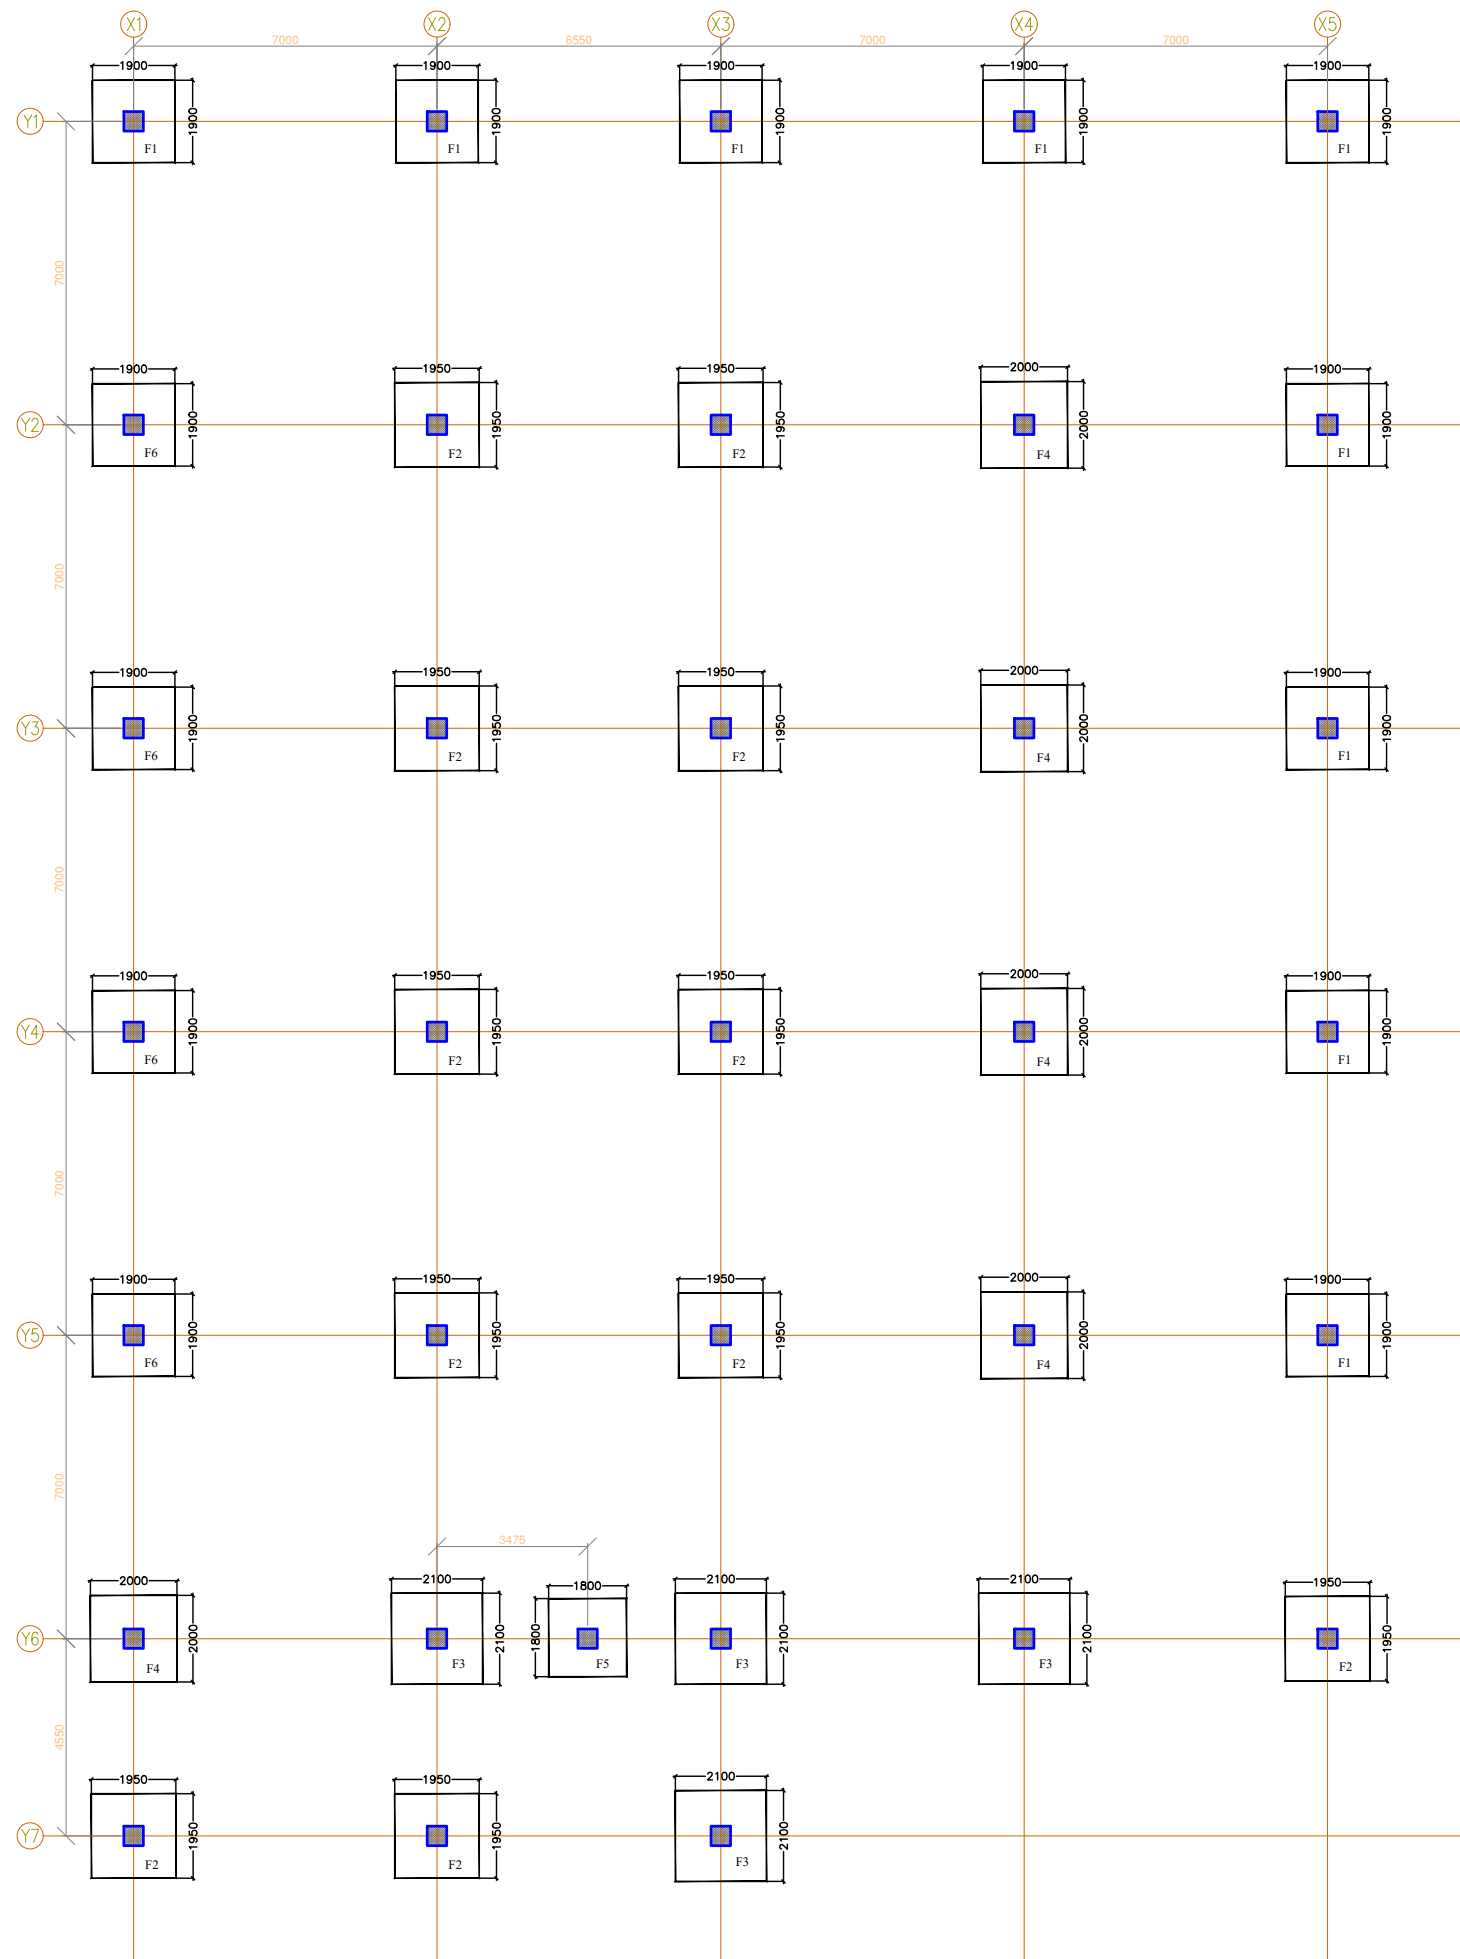 X1 X2 X3 X4 X5
7000 6550 7000 7000
1900 1900 1900 1900 1900
Y1 1900 1900 1900 1900 1900
F1 F1 F1 F1 F1
7000
1900 1950 1950 2000 1900
Y2 1900 1950 1950 2000 1900
F6 F2 F2 F4 F1
7000
1900 1950 1950 2000 1900
Y3 1900 1950 1950 2000 1900
F6 F2 F2 F4 F1
7000
1900 1950 1950 2000 1900
Y4 1900 1950 1950 2000 1900
F6 F2 F2 F4 F1
7000
1900 1950 1950 2000 1900
Y5 1900 1950 1950 2000 1900
F6 F2 F2 F4 F1
7000
3475
2000 2100 1800 2100 2100 1950
Y6 2000 2100 1800 2100 2100 1950
F4 F3 F5 F3 F3 F2
4550
1950 1950 2100
Y7 1950 1950 2100
F2 F2 F3